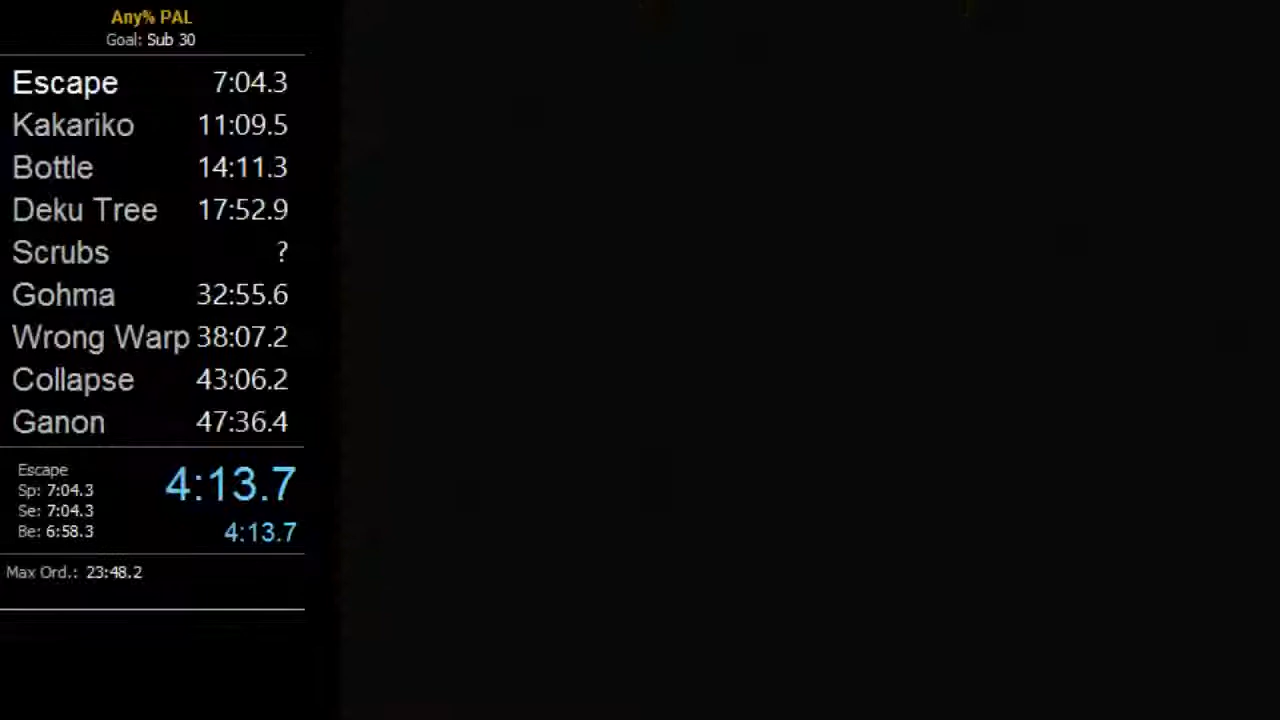 Any% PAL
Goal: Sub 30
Escape 7:04.3
Kakariko 11:09.5
Bottle 14:11.3
Deku Tree 17:52.9
Scrubs ?
Gohma 32:55.6
Wrong Warp 38:07.2
Collapse 43:06.2
Ganon 47:36.4
Escape
Sp: 7:04.3
4:13.7
Se: 7:04.3
Be: 6:58.3
4:13.7
Max Ord.: 23:48.2